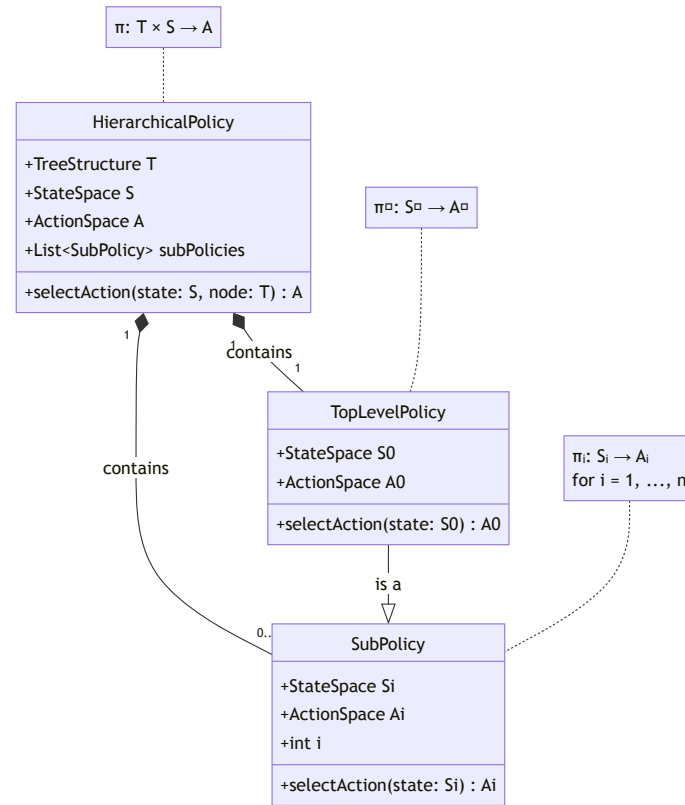 π: T × S → A
HierarchicalPolicy
+TreeStructure T
+StateSpace S
+ActionSpace A
+List<SubPolicy> subPolicies
+selectAction(state: S, node: T) : A
π¤: S¤ → A¤
1
1
contains
1
TopLevelPolicy
+StateSpace S0
+ActionSpace A0
+selectAction(state: S0) : A0
πᵢ: Sᵢ → Aᵢ
for i = 1, ..., n
contains
is a
0..
SubPolicy
+StateSpace Si
+ActionSpace Ai
+int i
+selectAction(state: Si) : Ai